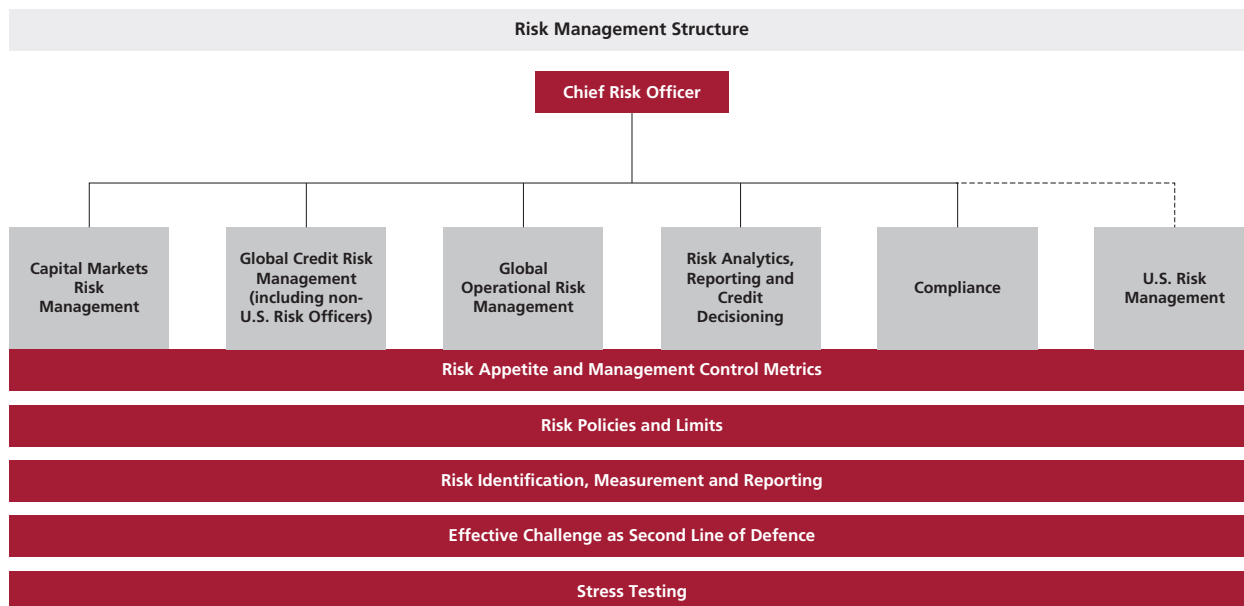 Risk Management Structure
Chief Risk Officer
Capital Markets
Risk
Management
Global Credit Risk
Management
(including non-
U.S. Risk Officers)
Global
Operational Risk
Management
Risk Analytics,
Reporting and
Credit
Decisioning
Compliance
U.S. Risk
Management
Risk Appetite and Management Control Metrics
Risk Policies and Limits
Risk Identification, Measurement and Reporting
Effective Challenge as Second Line of Defence
Stress Testing